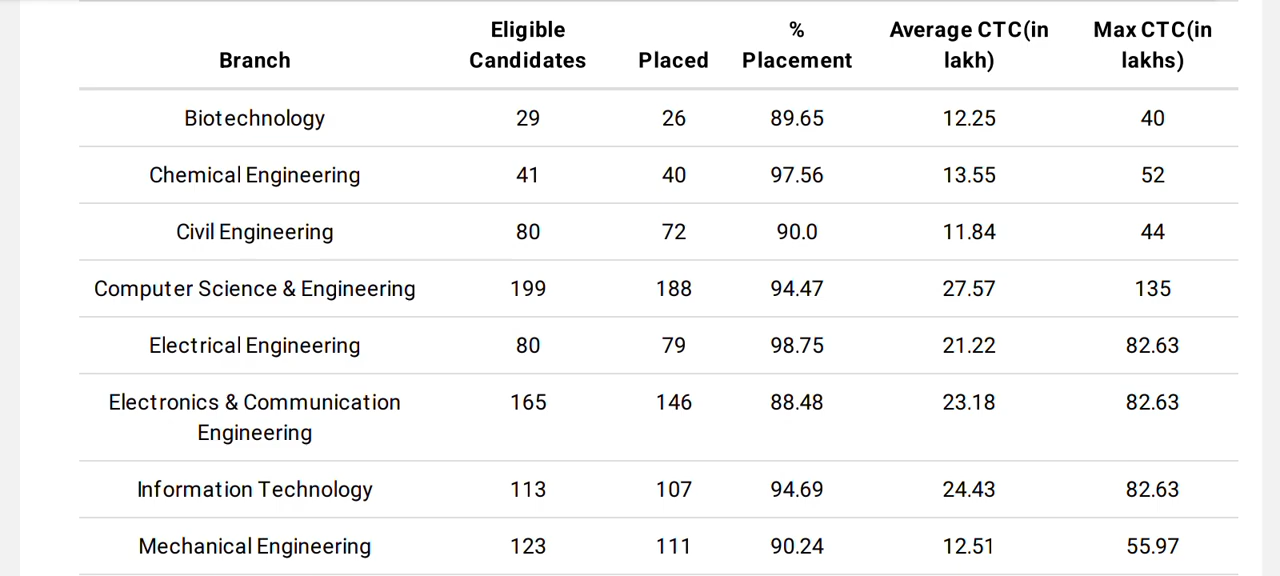 Branch Eligible Candidates Placed % Placement Average CTC(in lakh) Max CTC(in lakhs)
Biotechnology 29 26 89.65 12.25 40
Chemical Engineering 41 40 97.56 13.55 52
Civil Engineering 80 72 90.0 11.84 44
Computer Science & Engineering 199 188 94.47 27.57 135
Electrical Engineering 80 79 98.75 21.22 82.63
Electronics & Communication Engineering 165 146 88.48 23.18 82.63
Information Technology 113 107 94.69 24.43 82.63
Mechanical Engineering 123 111 90.24 12.51 55.97